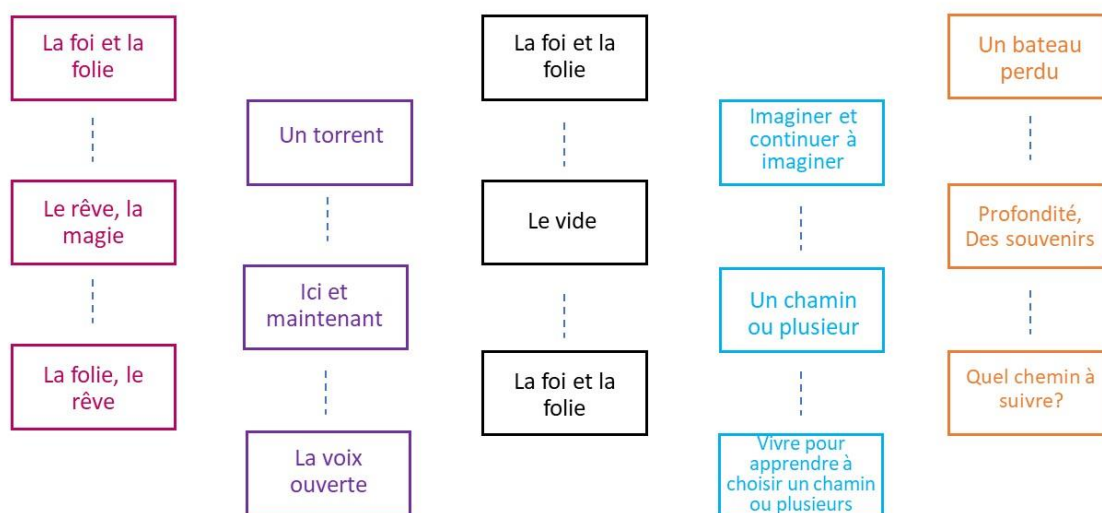 La foi et la
folie
Le rêve, la
magie
La folie, le
rêve
Un torrent
Ici et
maintenant
La voix
ouverte
La foi et la
folie
Le vide
La foi et la
folie
Imaginer et
continuer à
imaginer
Un chamin
ou plusieur
Vivre pour
apprendre à
choisir un chamin
ou plusieurs
Un bateau
perdu
Profondité,
Des souvenirs
Quel chemin à
suivre?